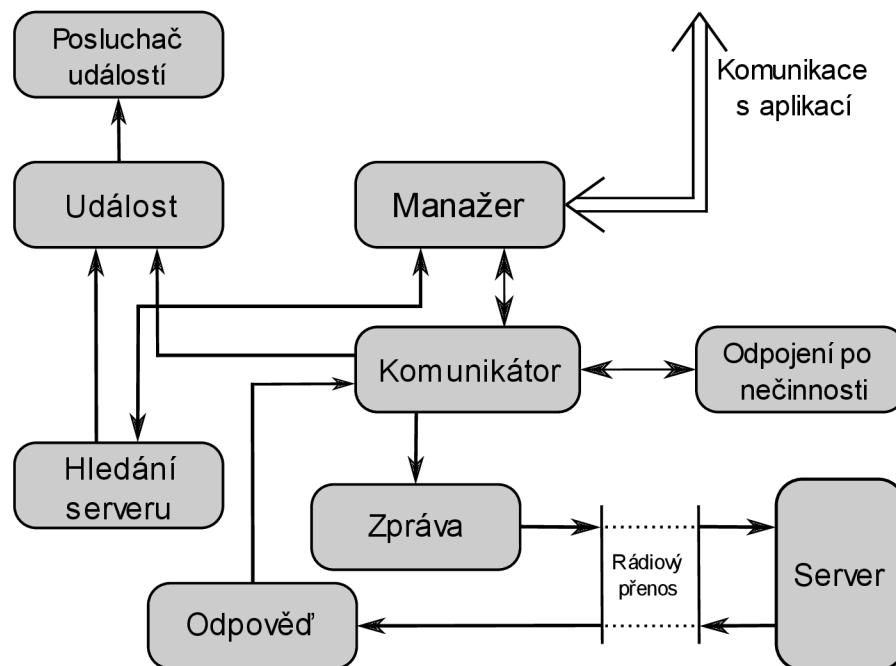 Posluchač
událostí
Komunikace
s aplikací
Událost
Manažer
Komunikátor
Odpojení po
nečinnosti
Hledání
serveru
Zpráva
Rádiový
přenos
Server
Odpověď